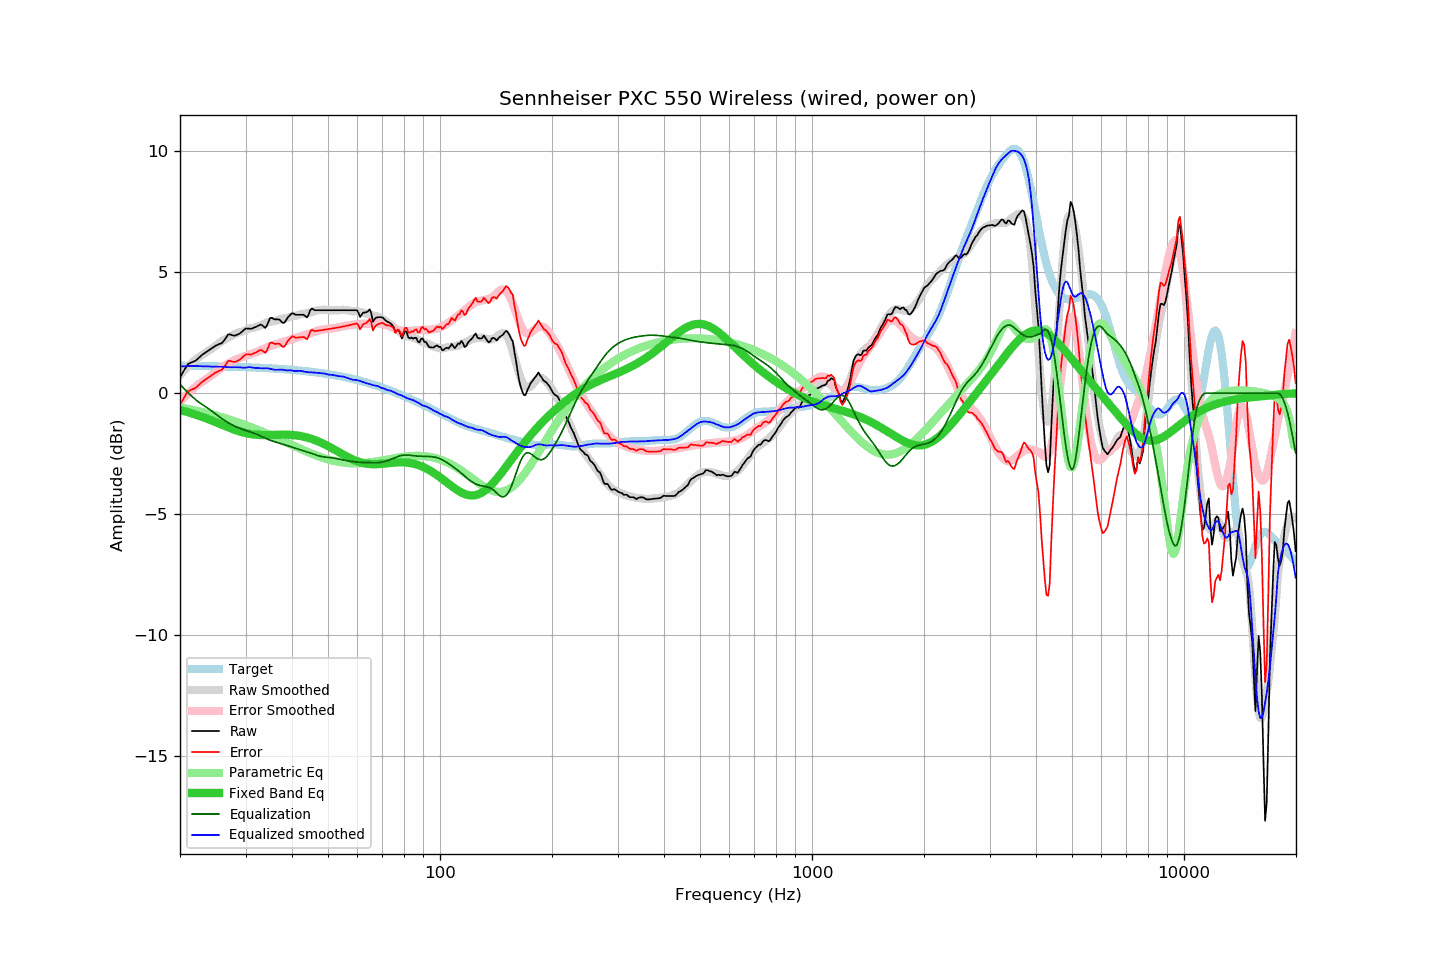 Sennheiser PXC 550 Wireless (wired, power on)
10
5
0
−5
−10
−15
Amplitude (dBr)
Target
Raw Smoothed
Error Smoothed
Raw
Error
Parametric Eq
Fixed Band Eq
Equalization
Equalized smoothed
100
1000
10000
Frequency (Hz)